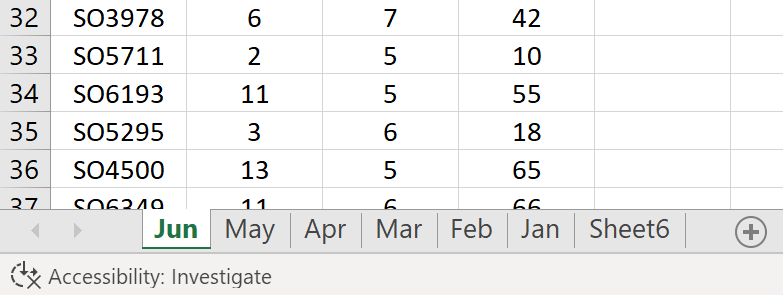 32 SO3978 6 7 42
33 SO5711 2 5 10
34 SO6193 11 5 55
35 SO5295 3 6 18
36 SO4500 13 5 65
37 SO6349 11 6 66
Jun May Apr Mar Feb Jan Sheet6
Accessibility: Investigate